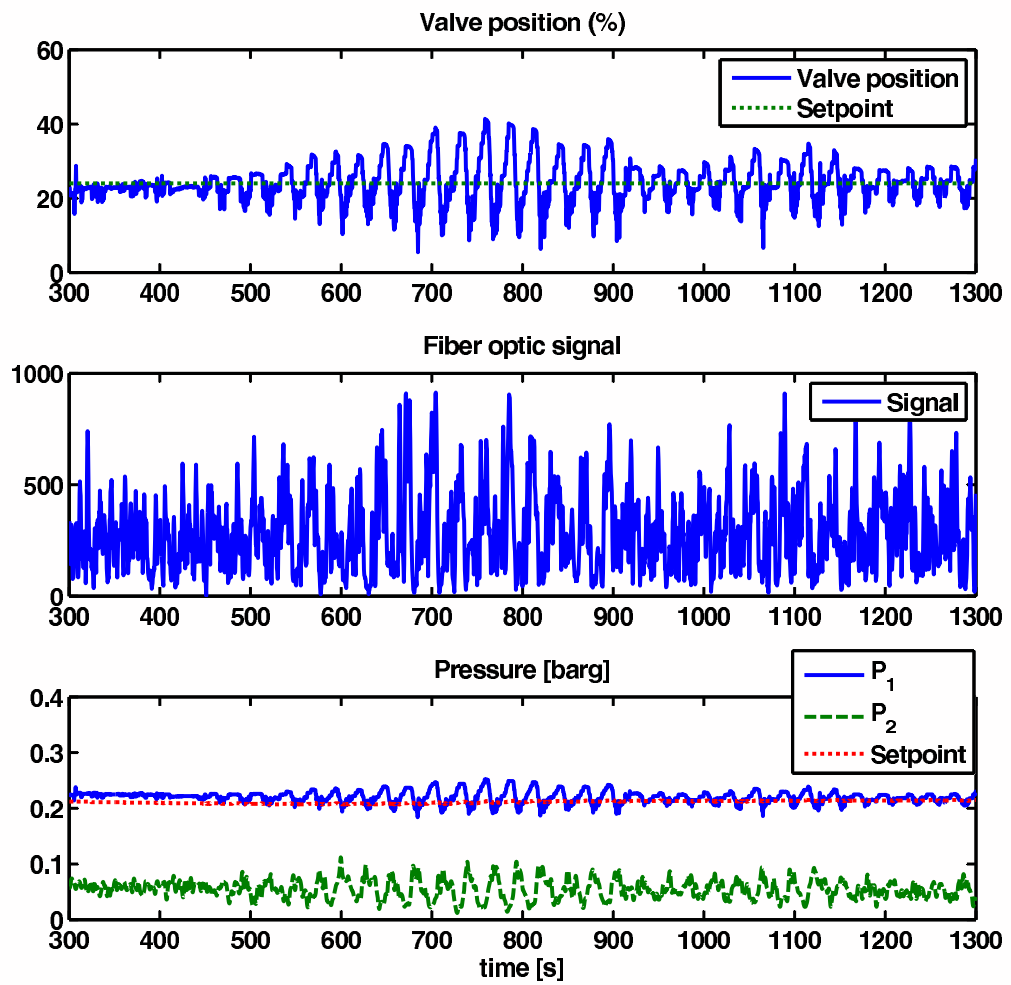 Valve position (%)
60
40
20
0
Valve position
Setpoint
300 400 500 600 700 800 900 1000 1100 1200 1300
Fiber optic signal
1000
500
0
Signal
300 400 500 600 700 800 900 1000 1100 1200 1300
Pressure [barg]
0.4
0.3
0.2
0.1
0
P1
P2
Setpoint
300 400 500 600 700 800 900 1000 1100 1200 1300
time [s]